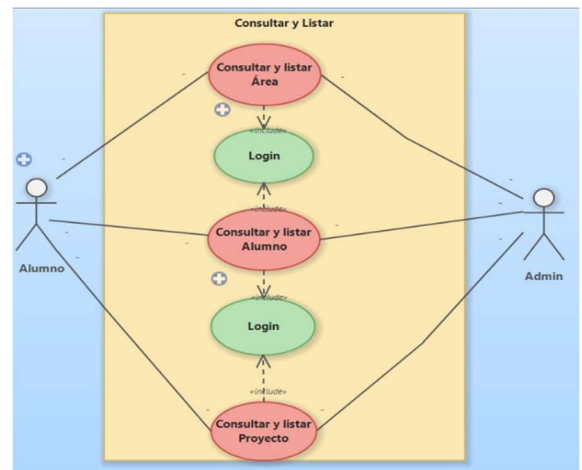 Consultar y Listar
Consultar y listar
Área
«include»
Login
«include»
Consultar y listar
Alumno
Alumno
Admin
«include»
Login
«include»
Consultar y listar
Proyecto